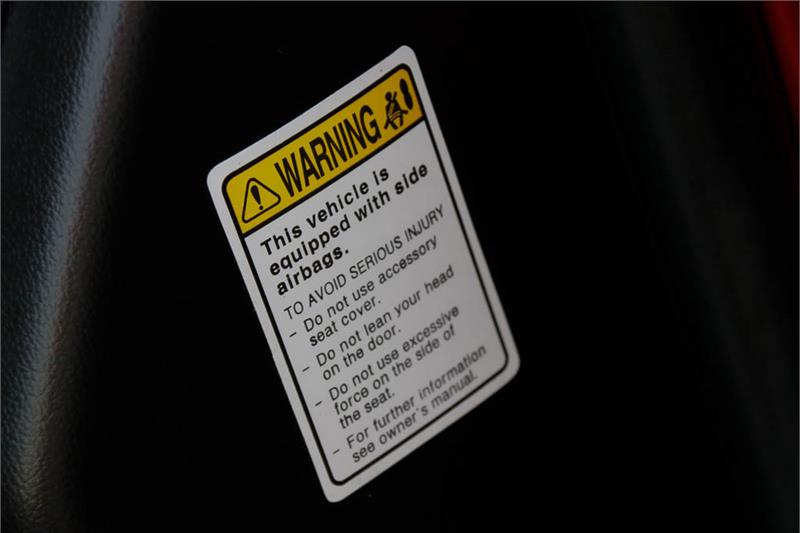 WARNING
This vehicle is
equipped with side
airbags.
TO AVOID SERIOUS INJURY
- Do not use accessory
seat cover.
- Do not lean your head
on the door.
- Do not use excessive
force on the side of
the seat.
- For further information
see owner's manual.